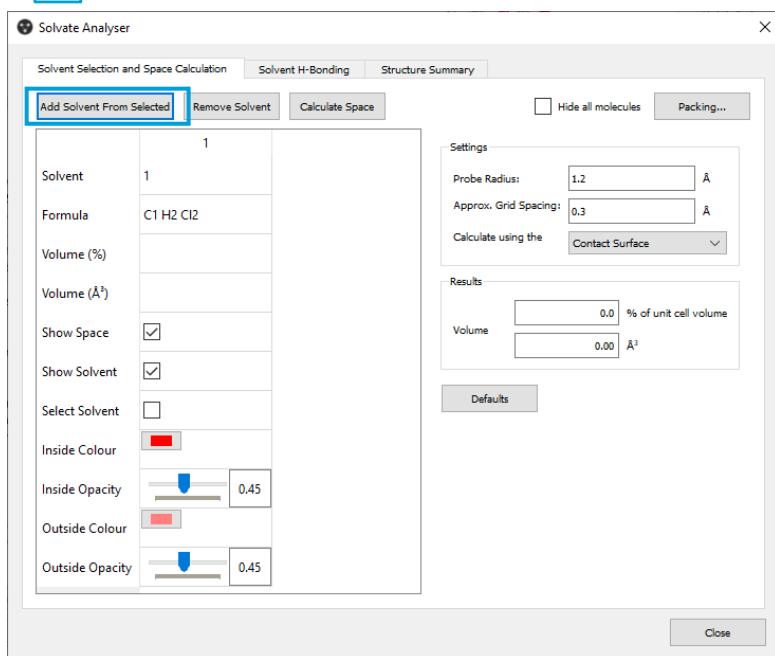 Solvate Analyser
Solvent Selection and Space Calculation Solvent H-Bonding Structure Summary
Add Solvent From Selected Remove Solvent Calculate Space Hide all molecules Packing...
1
Solvent 1
Formula C1 H2 Cl2
Volume (%)
Volume (Å³)
Show Space
Show Solvent
Select Solvent
Inside Colour
Inside Opacity 0.45
Outside Colour
Outside Opacity 0.45
Settings
Probe Radius: 1.2 Å
Approx. Grid Spacing: 0.3 Å
Calculate using the Contact Surface
Results
Volume
0.0 % of unit cell volume
0.00 Å³
Defaults
Close